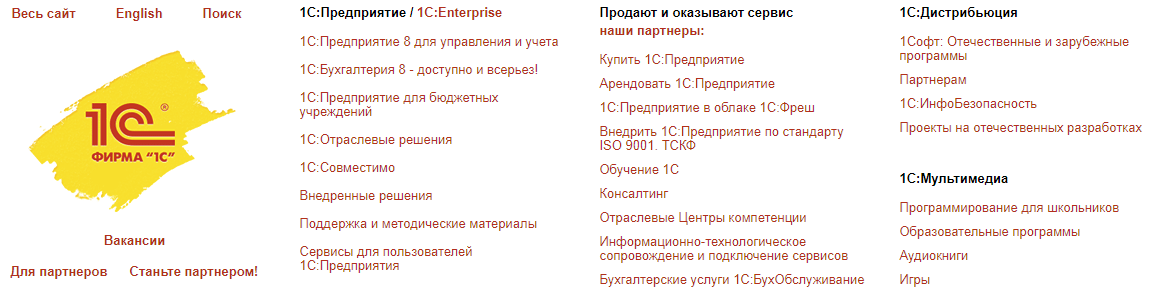 Весь сайт English Поиск
1С®
ФИРМА "1С"
Вакансии
Для партнеров Станьте партнером!
1С:Предприятие / 1C:Enterprise
1С:Предприятие 8 для управления и учета
1С:Бухгалтерия 8 - доступно и всерьез!
1С:Предприятие для бюджетных
учреждений
1С:Отраслевые решения
1С:Совместимо
Внедренные решения
Поддержка и методические материалы
Сервисы для пользователей
1С:Предприятия
Продают и оказывают сервис
наши партнеры:
Купить 1С:Предприятие
Арендовать 1С:Предприятие
1С:Предприятие в облаке 1С:Фреш
Внедрить 1С:Предприятие по стандарту
ISO 9001. ТСКФ
Обучение 1С
Консалтинг
Отраслевые Центры компетенции
Информационно-технологическое
сопровождение и подключение сервисов
Бухгалтерские услуги 1С:БухОбслуживание
1С:Дистрибьюция
1Софт: Отечественные и зарубежные
программы
Партнерам
1С:ИнфоБезопасность
Проекты на отечественных разработках
1С:Мультимедиа
Программирование для школьников
Образовательные программы
Аудиокниги
Игры